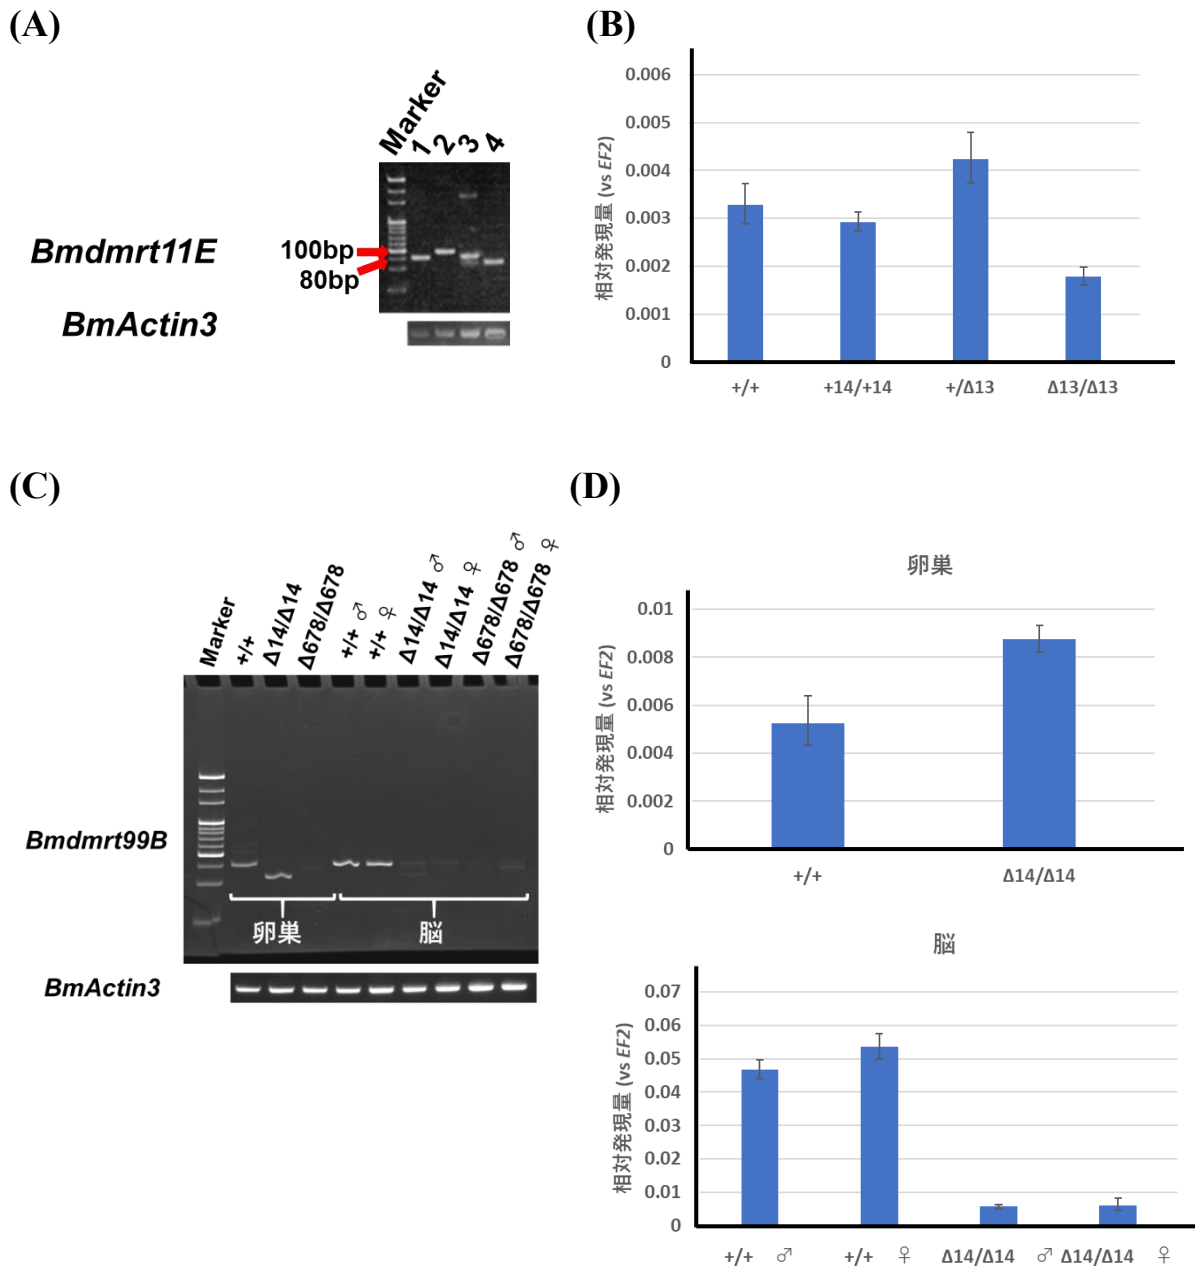 (A)
Marker
1
2
3
4
Bmdmrt11E
100bp
80bp
BmActin3
(B)
相対発現量 (vs EF2)
0.006
0.005
0.004
0.003
0.002
0.001
0
+/+
+14/+14
+/Δ13
Δ13/Δ13
(C)
Marker
+/+
Δ14/Δ14
Δ678/Δ678
+/+ ♂
+/+ ♀
Δ14/Δ14 ♂
Δ14/Δ14 ♀
Δ678/Δ678 ♂
Δ678/Δ678 ♀
Bmdmrt99B
卵巣
脳
BmActin3
(D)
卵巣
相対発現量 (vs EF2)
0.01
0.008
0.006
0.004
0.002
0
+/+
Δ14/Δ14
脳
相対発現量 (vs EF2)
0.07
0.06
0.05
0.04
0.03
0.02
0.01
0
+/+ ♂
+/+ ♀
Δ14/Δ14 ♂
Δ14/Δ14 ♀